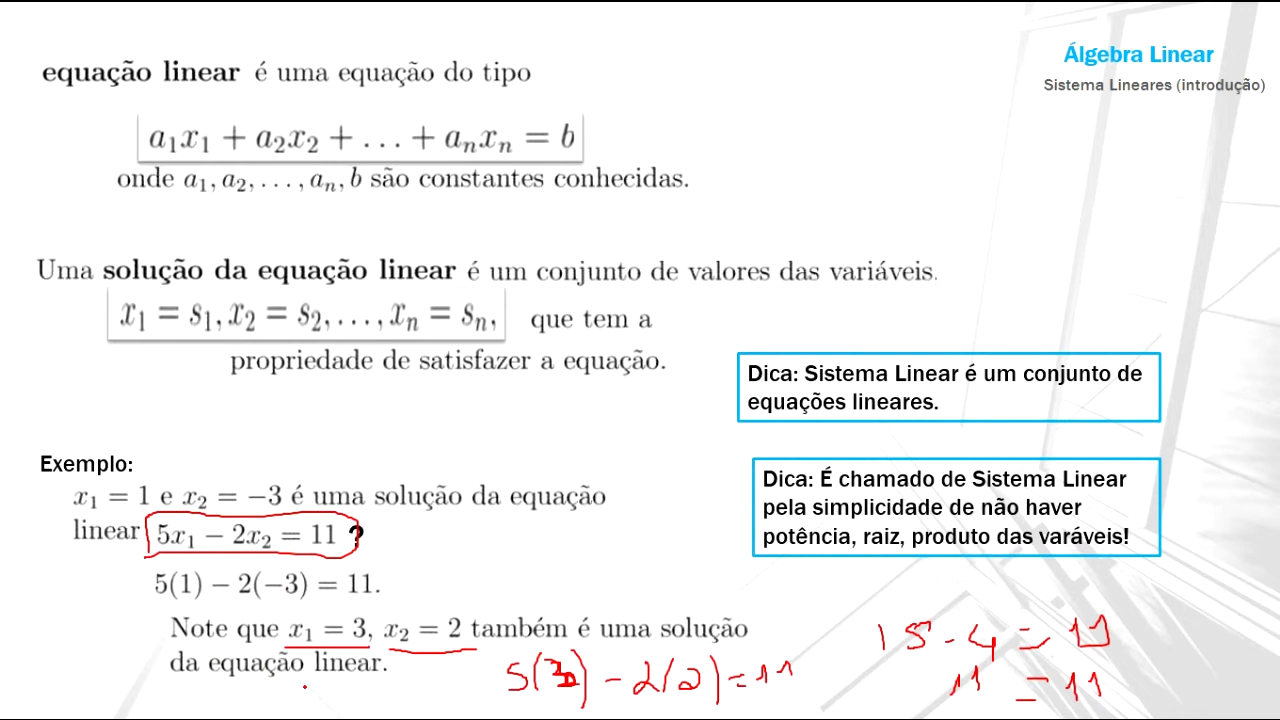 Álgebra Linear
Sistema Lineares (introdução)
equação linear é uma equação do tipo
a₁x₁ + a₂x₂ + . . . + aₙxₙ = b
onde a₁, a₂, . . . , aₙ, b são constantes conhecidas.
Uma solução da equação linear é um conjunto de valores das variáveis.
x₁ = s₁, x₂ = s₂, . . . , xₙ = sₙ, que tem a
propriedade de satisfazer a equação.
Dica: Sistema Linear é um conjunto de
equações lineares.
Exemplo:
x₁ = 1 e x₂ = −3 é uma solução da equação
linear 5x₁ − 2x₂ = 11 ?
5(1) − 2(−3) = 11.
Dica: É chamado de Sistema Linear
pela simplicidade de não haver
potência, raiz, produto das varáveis!
Note que x₁ = 3, x₂ = 2 também é uma solução
da equação linear.
5(3) - 2(2) = 11
15 - 4 = 11
11 = 11